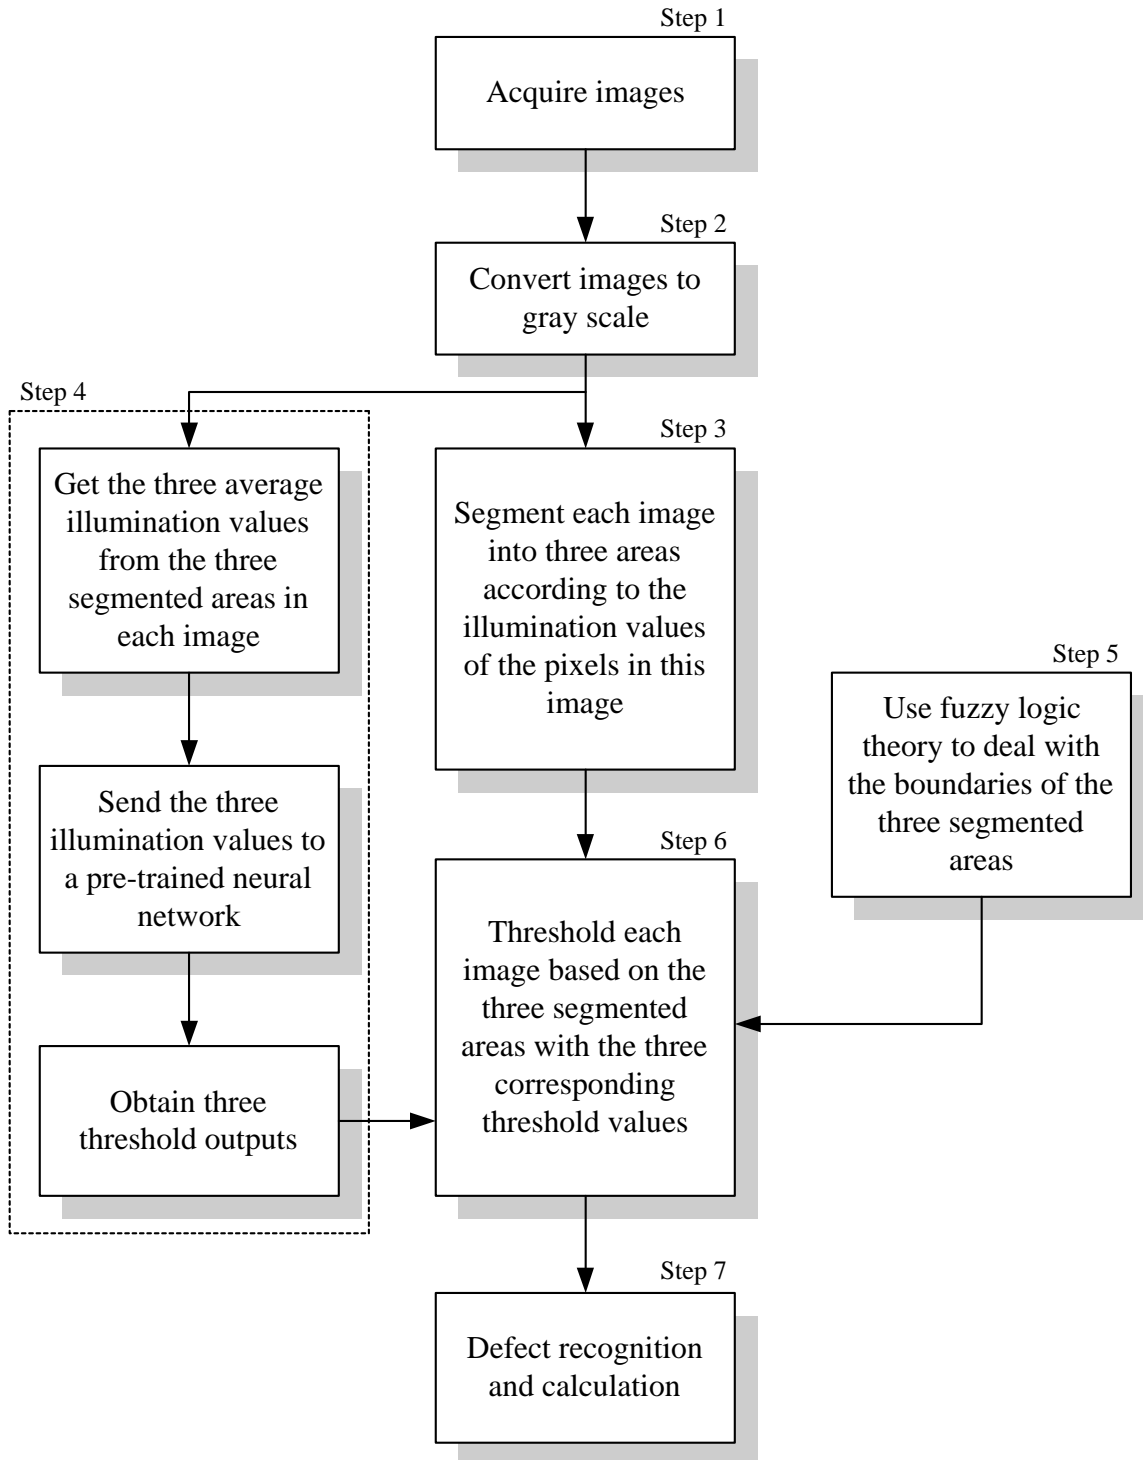 Step 1
Acquire images
Step 2
Convert images to
gray scale
Step 4
Get the three average
illumination values
from the three
segmented areas in
each image
Send the three
illumination values to
a pre-trained neural
network
Obtain three
threshold outputs
Step 3
Segment each image
into three areas
according to the
illumination values
of the pixels in this
image
Step 5
Use fuzzy logic
theory to deal with
the boundaries of the
three segmented
areas
Step 6
Threshold each
image based on the
three segmented
areas with the three
corresponding
threshold values
Step 7
Defect recognition
and calculation